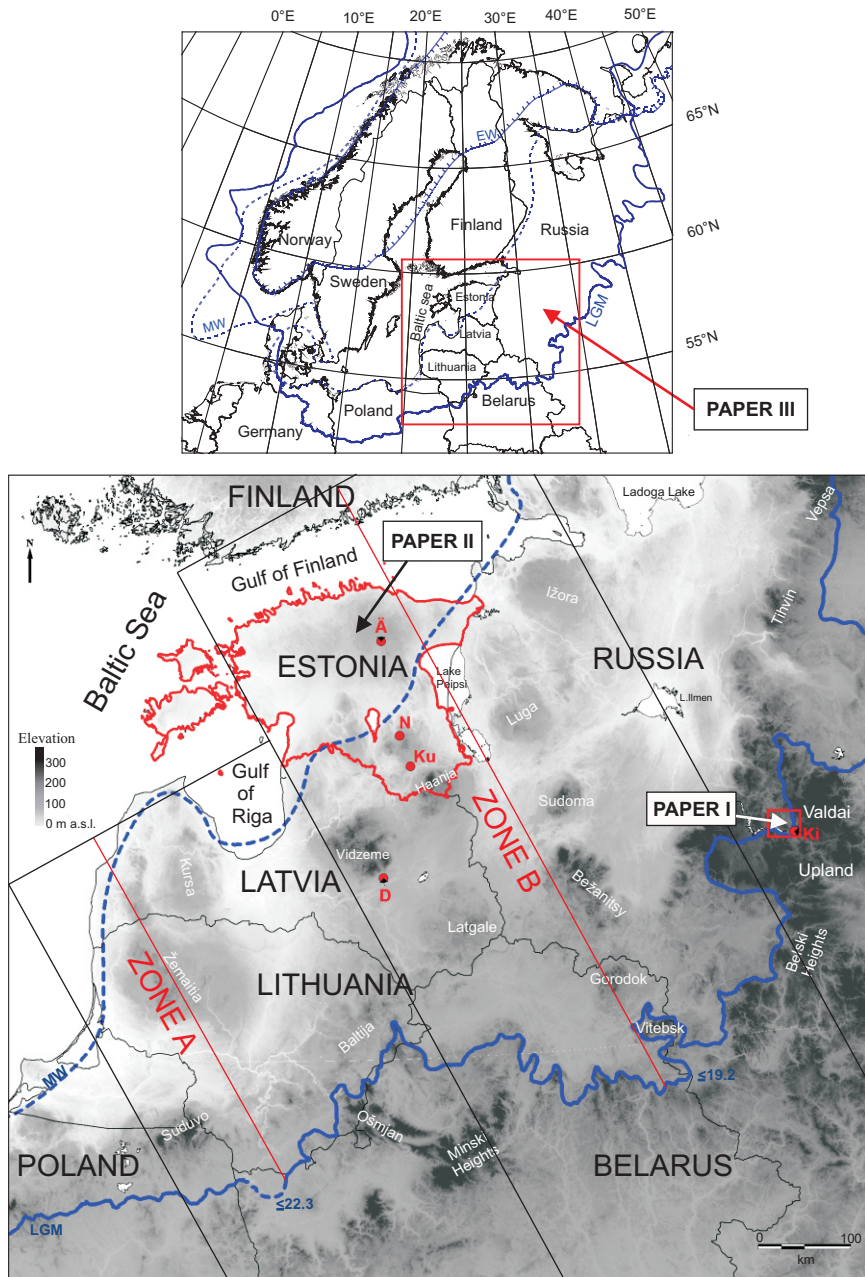 0°E 10°E 20°E 30°E 40°E 50°E
65°N
EW
Finland
Norway
Russia
60°N
Sweden
Baltic sea
Estonia
MW
LGM
Latvia
55°N
Lithuania
PAPER III
Poland
Belarus
Germany
FINLAND
Ladoga Lake
Vepsa
N
PAPER II
Gulf of Finland
Ižora
Tihvin
Baltic Sea
Ä
ESTONIA
RUSSIA
Lake
Peipsi
L.Ilmen
Luga
Elevation
300
200
100
0 m a.s.l.
N
Ku
Haanja
Gulf
of
Riga
ZONE B
Sudoma
PAPER I
Valdai
Ki
Upland
Vidzeme
Kursa
LATVIA
D
Bežanitsy
Latgale
Belski
Heights
Žemaitia
ZONE A
LITHUANIA
Gorodok
Vitebsk
Baltija
MW
≤19.2
Suduvo
Ošmjan
Minski
Heights
POLAND
BELARUS
≤22.3
LGM
0 100
km